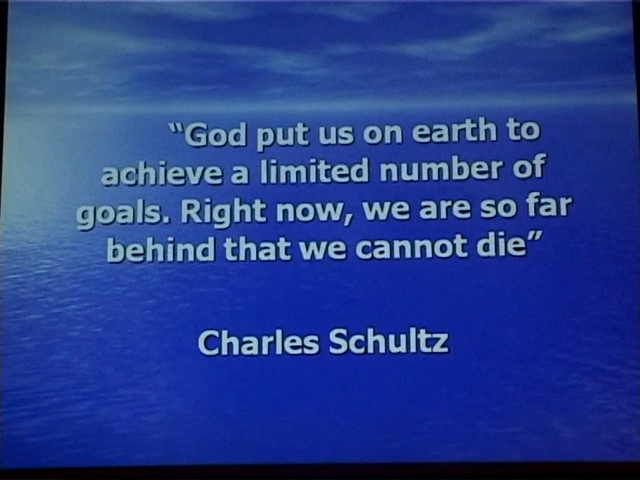 “God put us on earth to
achieve a limited number of
goals. Right now, we are so far
behind that we cannot die”
Charles Schultz